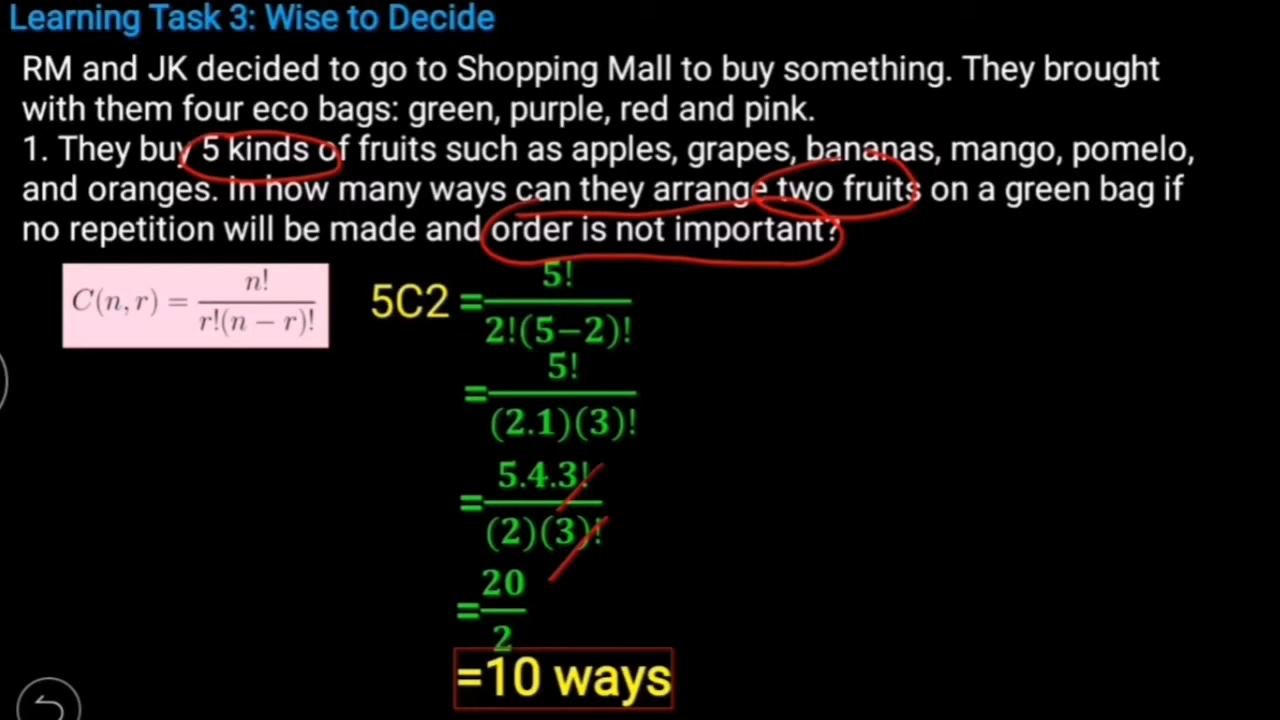 Learning Task 3: Wise to Decide
RM and JK decided to go to Shopping Mall to buy something. They brought
with them four eco bags: green, purple, red and pink.
1. They buy 5 kinds of fruits such as apples, grapes, bananas, mango, pomelo,
and oranges. In how many ways can they arrange two fruits on a green bag if
no repetition will be made and order is not important?
C(n, r) = n! / r!(n − r)!
5C2 = 5! / 2!(5−2)!
= 5! / (2.1)(3)!
= 5.4.3! / (2)(3)!
= 20 / 2
=10 ways